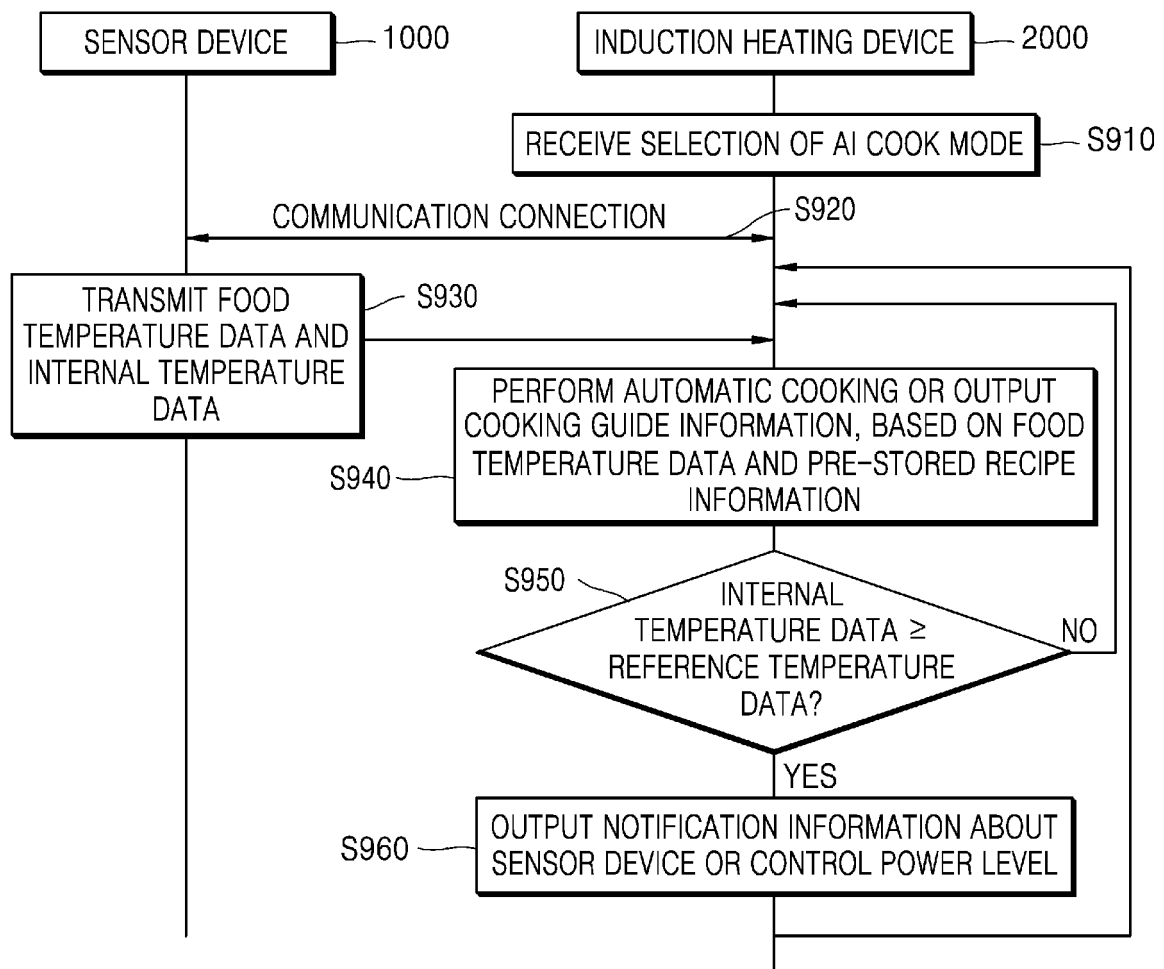 SENSOR DEVICE
1000
INDUCTION HEATING DEVICE
2000
RECEIVE SELECTION OF AI COOK MODE
S910
COMMUNICATION CONNECTION
S920
TRANSMIT FOOD
TEMPERATURE DATA AND
INTERNAL TEMPERATURE
DATA
S930
PERFORM AUTOMATIC COOKING OR OUTPUT
COOKING GUIDE INFORMATION, BASED ON FOOD
TEMPERATURE DATA AND PRE-STORED RECIPE
INFORMATION
S940
S950
INTERNAL
TEMPERATURE DATA ≥
REFERENCE TEMPERATURE
DATA?
NO
YES
OUTPUT NOTIFICATION INFORMATION ABOUT
SENSOR DEVICE OR CONTROL POWER LEVEL
S960